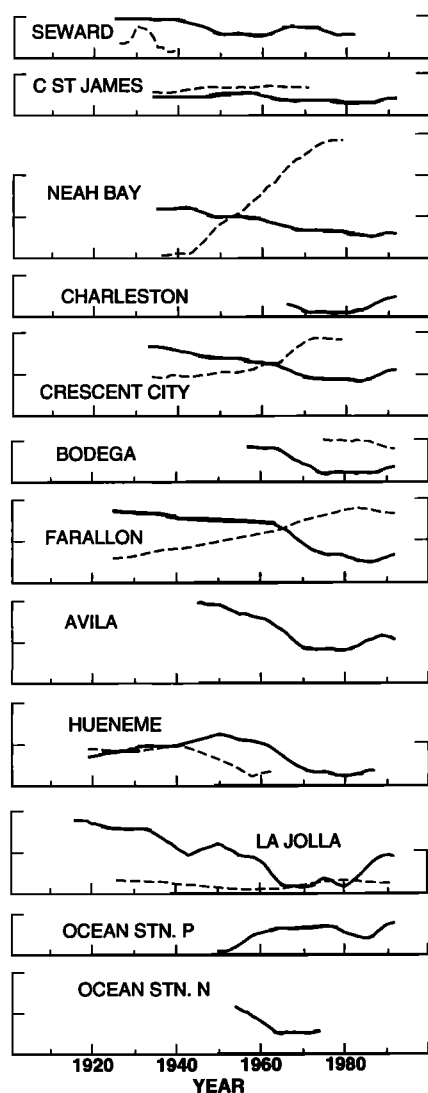 SEWARD
C ST JAMES
NEAH BAY
CHARLESTON
CRESCENT CITY
BODEGA
FARALLON
AVILA
HUENEME
LA JOLLA
OCEAN STN. P
OCEAN STN. N
1920 1940 1960 1980
YEAR